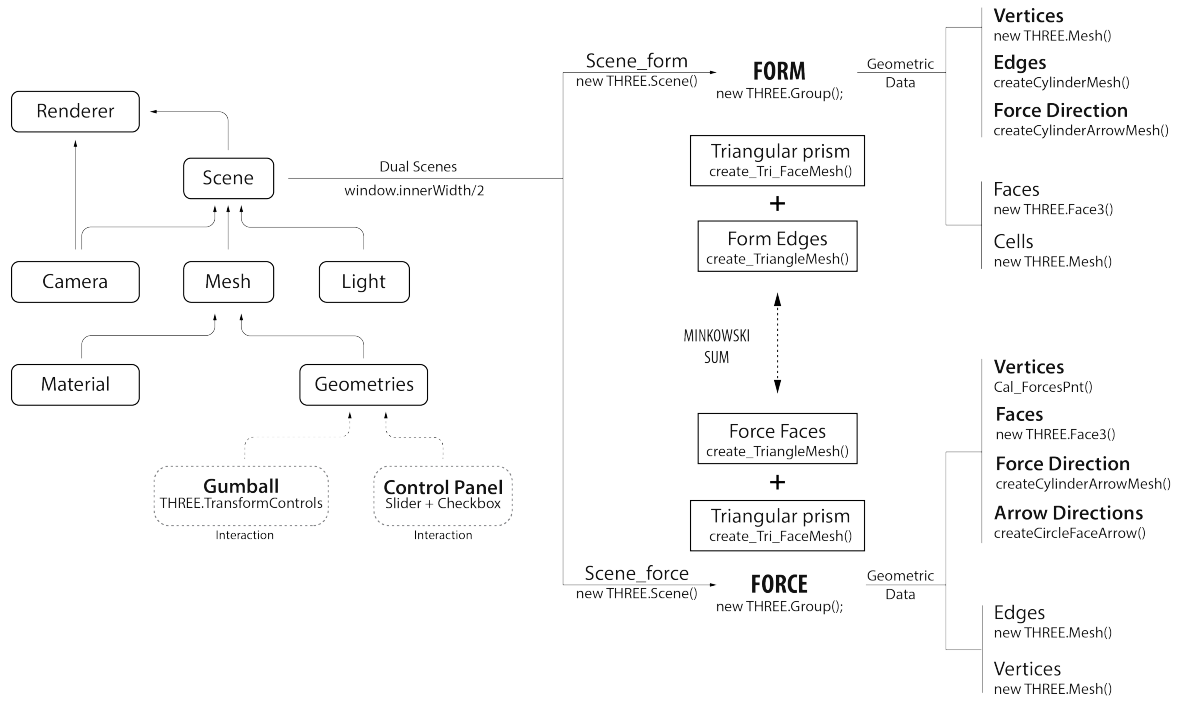 Renderer
Scene
Camera
Mesh
Light
Material
Geometries
Gumball
THREE.TransformControls
Interaction
Control Panel
Slider + Checkbox
Interaction
Dual Scenes
window.innerWidth/2
Scene_form
new THREE.Scene()
FORM
new THREE.Group();
Geometric
Data
Vertices
new THREE.Mesh()
Edges
createCylinderMesh()
Force Direction
createCylinderArrowMesh()
Faces
new THREE.Face3()
Cells
new THREE.Mesh()
Triangular prism
create_Tri_FaceMesh()
+
Form Edges
create_TriangleMesh()
MINKOWSKI
SUM
Force Faces
create_TriangleMesh()
+
Triangular prism
create_Tri_FaceMesh()
Scene_force
new THREE.Scene()
FORCE
new THREE.Group();
Geometric
Data
Vertices
Cal_ForcesPnt()
Faces
new THREE.Face3()
Force Direction
createCylinderArrowMesh()
Arrow Directions
createCircleFaceArrow()
Edges
new THREE.Mesh()
Vertices
new THREE.Mesh()